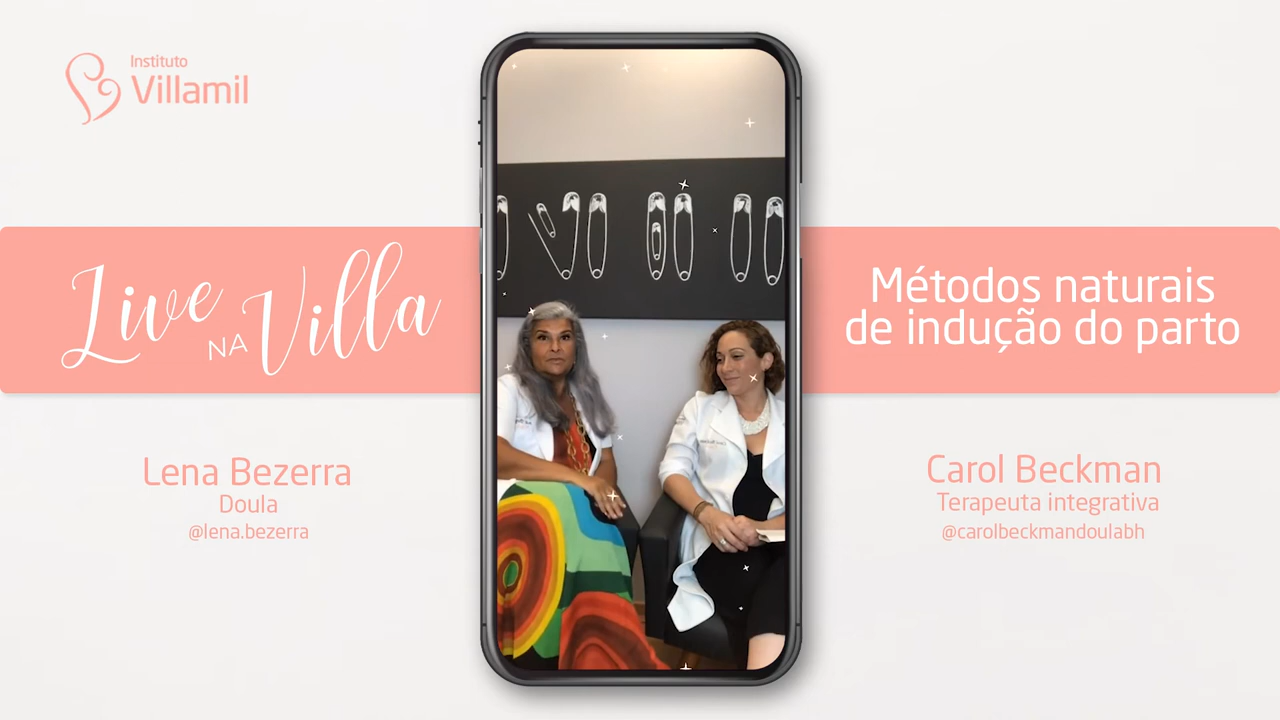 Instituto
Villamil
Live NA Villa
Métodos naturais
de indução do parto
Lena Bezerra
Doula
@lena.bezerra
Carol Beckman
Terapeuta integrativa
@carolbeckmandoulabh